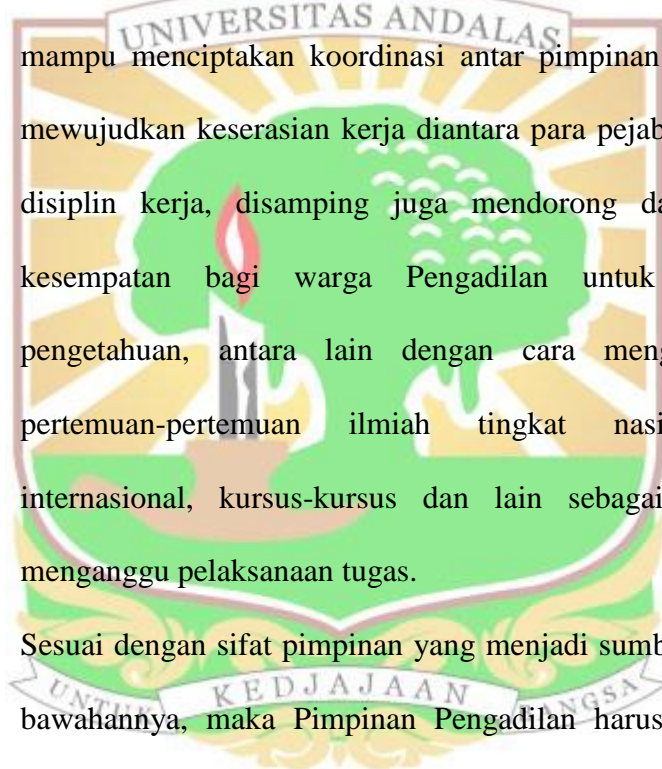 UNIVERSITAS ANDALAS
mampu menciptakan koordinasi antar pimpinan
mewujudkan keserasian kerja diantara para pejab
disiplin kerja, disamping juga mendorong da
kesempatan bagi warga Pengadilan untuk
pengetahuan, antara lain dengan cara meng
pertemuan-pertemuan ilmiah tingkat nasi
internasional, kursus-kursus dan lain sebagai
menganggu pelaksanaan tugas.
Sesuai dengan sifat pimpinan yang menjadi sumb
UNTUK KEDJAJAAN BANGSA
bawahannya, maka Pimpinan Pengadilan harus